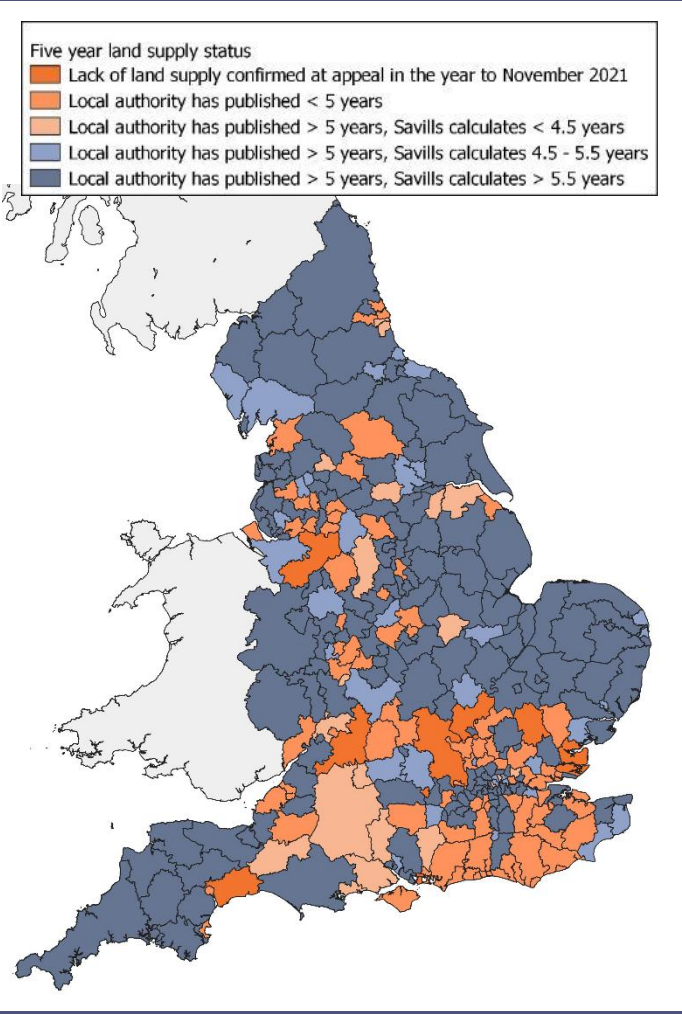 Five year land supply status
Lack of land supply confirmed at appeal in the year to November 2021
Local authority has published < 5 years
Local authority has published > 5 years, Savills calculates < 4.5 years
Local authority has published > 5 years, Savills calculates 4.5 - 5.5 years
Local authority has published > 5 years, Savills calculates > 5.5 years